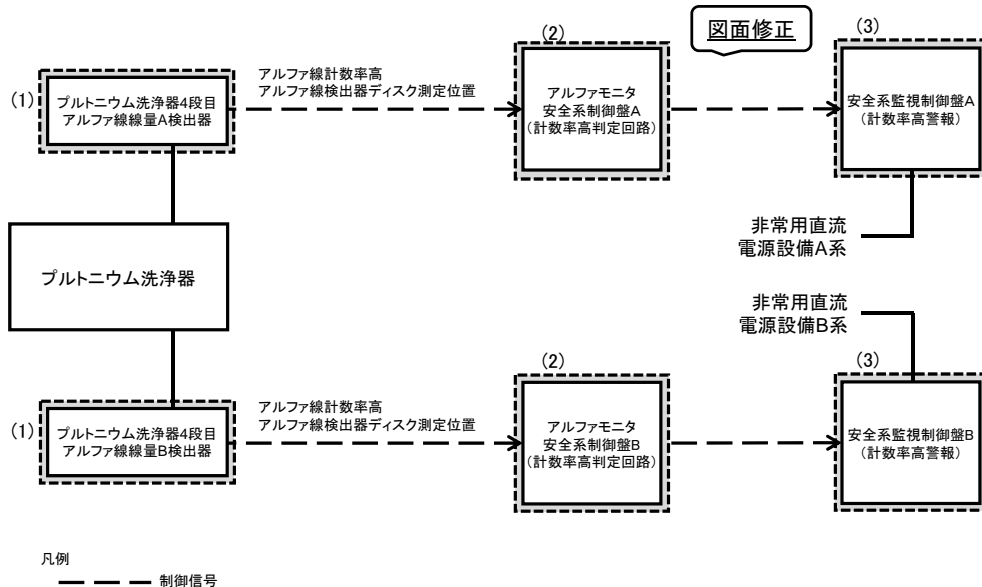 図面修正
(2)
(3)
(1)
プルトニウム洗浄器4段目
アルファ線線量A検出器
アルファ線計数率高
アルファ線検出器ディスク測定位置
アルファモニタ
安全系制御盤A
(計数率高判定回路)
安全系監視制御盤A
(計数率高警報)
非常用直流
電源設備A系
プルトニウム洗浄器
非常用直流
電源設備B系
(2)
(3)
(1)
プルトニウム洗浄器4段目
アルファ線線量B検出器
アルファ線計数率高
アルファ線検出器ディスク測定位置
アルファモニタ
安全系制御盤B
(計数率高判定回路)
安全系監視制御盤B
(計数率高警報)
凡例
制御信号